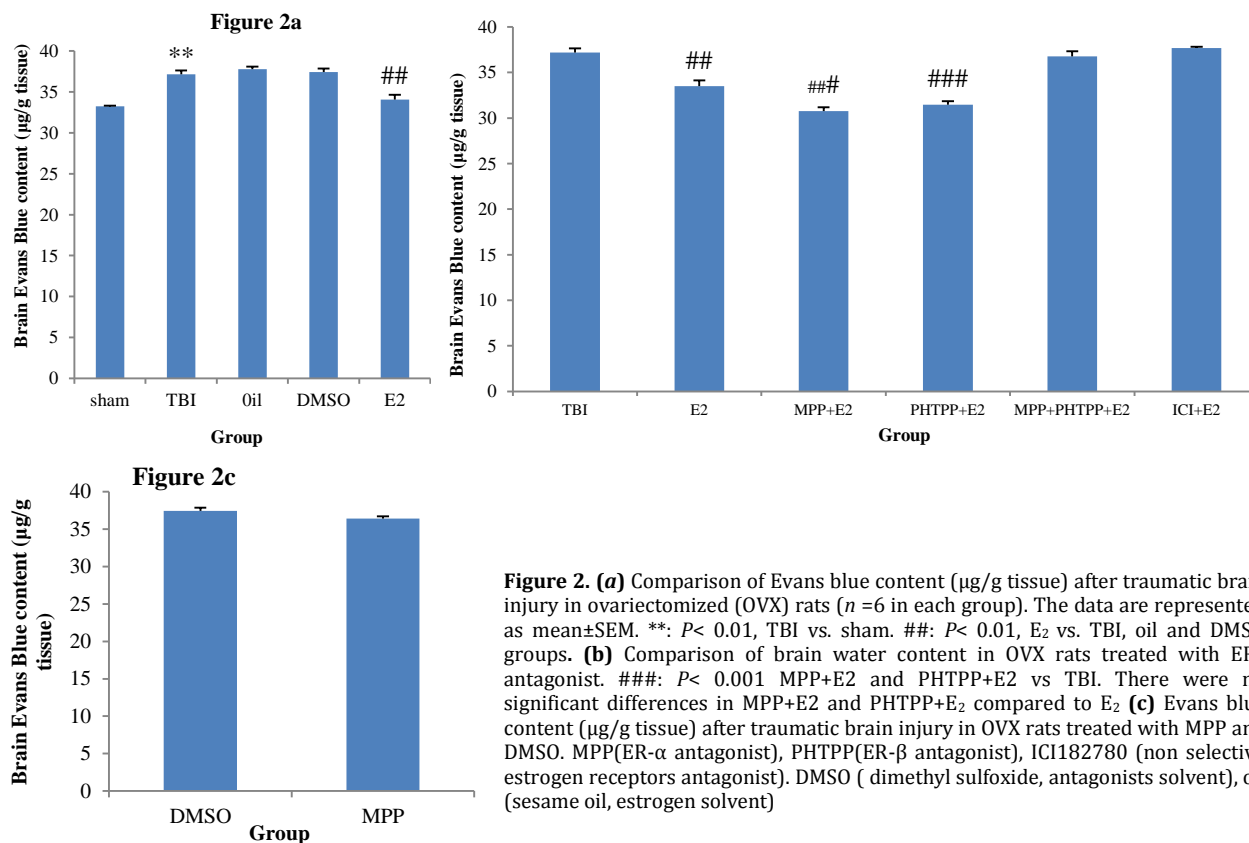 Figure 2a
Brain Evans Blue content (µg/g tissue)
40
35
30
25
20
15
10
5
0
**
##
sham TBI 0il DMSO E2
Group
Brain Evans Blue content (µg/g tissue)
40
35
30
25
20
15
10
5
0
##
###
###
TBI E2 MPP+E2 PHTPP+E2 MPP+PHTPP+E2 ICI+E2
Group
Figure 2c
Brain Evans Blue content (µg/g
tissue)
40
35
30
25
20
15
10
5
0
DMSO MPP
Group
Figure 2. (a) Comparison of Evans blue content (µg/g tissue) after traumatic brain
injury in ovariectomized (OVX) rats (n =6 in each group). The data are represente
as mean±SEM. **: P< 0.01, TBI vs. sham. ##: P< 0.01, E2 vs. TBI, oil and DMS
groups. (b) Comparison of brain water content in OVX rats treated with ER
antagonist. ###: P< 0.001 MPP+E2 and PHTPP+E2 vs TBI. There were n
significant differences in MPP+E2 and PHTPP+E2 compared to E2 (c) Evans blu
content (µg/g tissue) after traumatic brain injury in OVX rats treated with MPP an
DMSO. MPP(ER-α antagonist), PHTPP(ER-β antagonist), ICI182780 (non selectiv
estrogen receptors antagonist). DMSO ( dimethyl sulfoxide, antagonists solvent), o
(sesame oil, estrogen solvent)